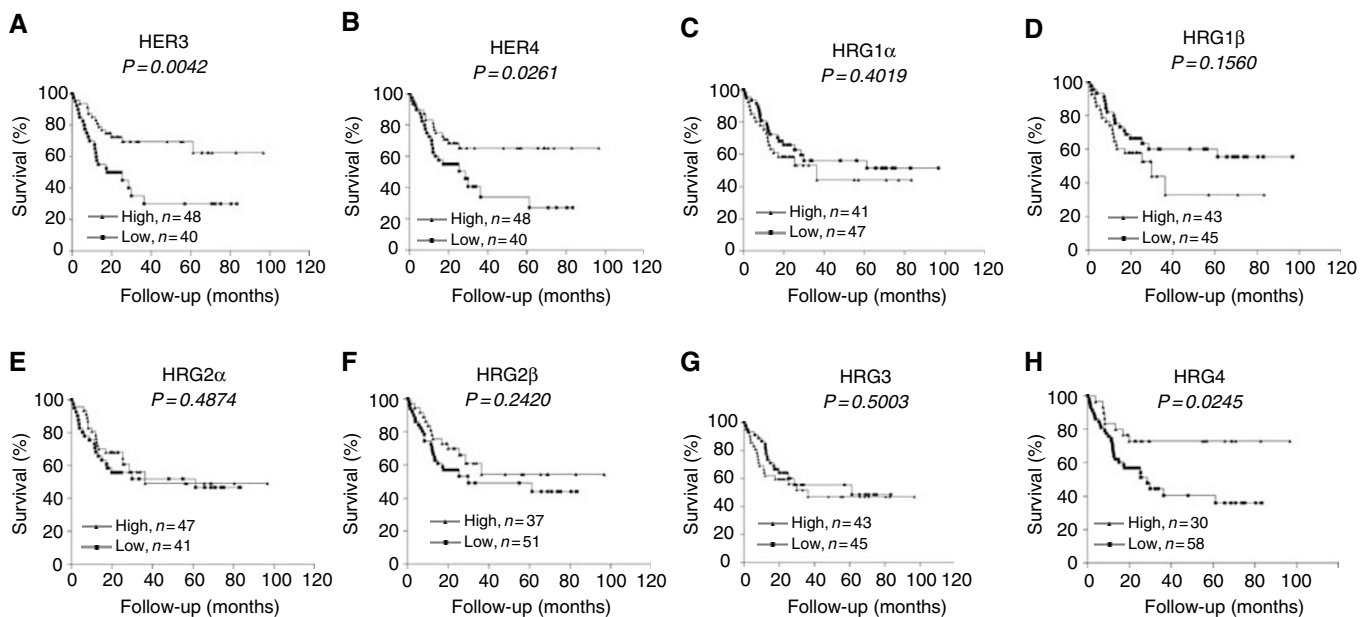 A
HER3
P=0.0042
100
80
60
40
20
0
Survival (%)
High, n=48
Low, n=40
0 20 40 60 80 100 120
Follow-up (months)
B
HER4
P=0.0261
100
80
60
40
20
0
Survival (%)
High, n=48
Low, n=40
0 20 40 60 80 100 120
Follow-up (months)
C
HRG1α
P=0.4019
100
80
60
40
20
0
Survival (%)
High, n=41
Low, n=47
0 20 40 60 80 100 120
Follow-up (months)
D
HRG1β
P=0.1560
100
80
60
40
20
0
Survival (%)
High, n=43
Low, n=45
0 20 40 60 80 100 120
Follow-up (months)
E
HRG2α
P=0.4874
100
80
60
40
20
0
Survival (%)
High, n=47
Low, n=41
0 20 40 60 80 100 120
Follow-up (months)
F
HRG2β
P=0.2420
100
80
60
40
20
0
Survival (%)
High, n=37
Low, n=51
0 20 40 60 80 100 120
Follow-up (months)
G
HRG3
P=0.5003
100
80
60
40
20
0
Survival (%)
High, n=43
Low, n=45
0 20 40 60 80 100 120
Follow-up (months)
H
HRG4
P=0.0245
100
80
60
40
20
0
Survival (%)
High, n=30
Low, n=58
0 20 40 60 80 100
Follow-up (months)